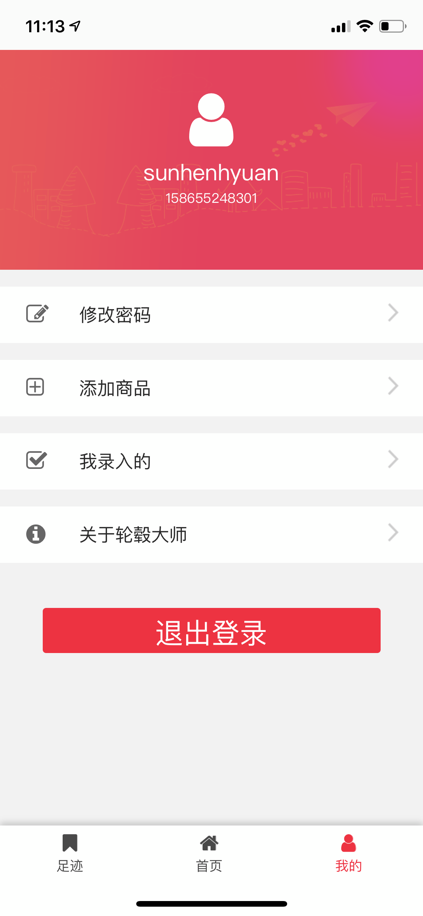 11:13
sunhenhyuan
158655248301
修改密码
添加商品
我录入的
关于轮毂大师
退出登录
足迹
首页
我的